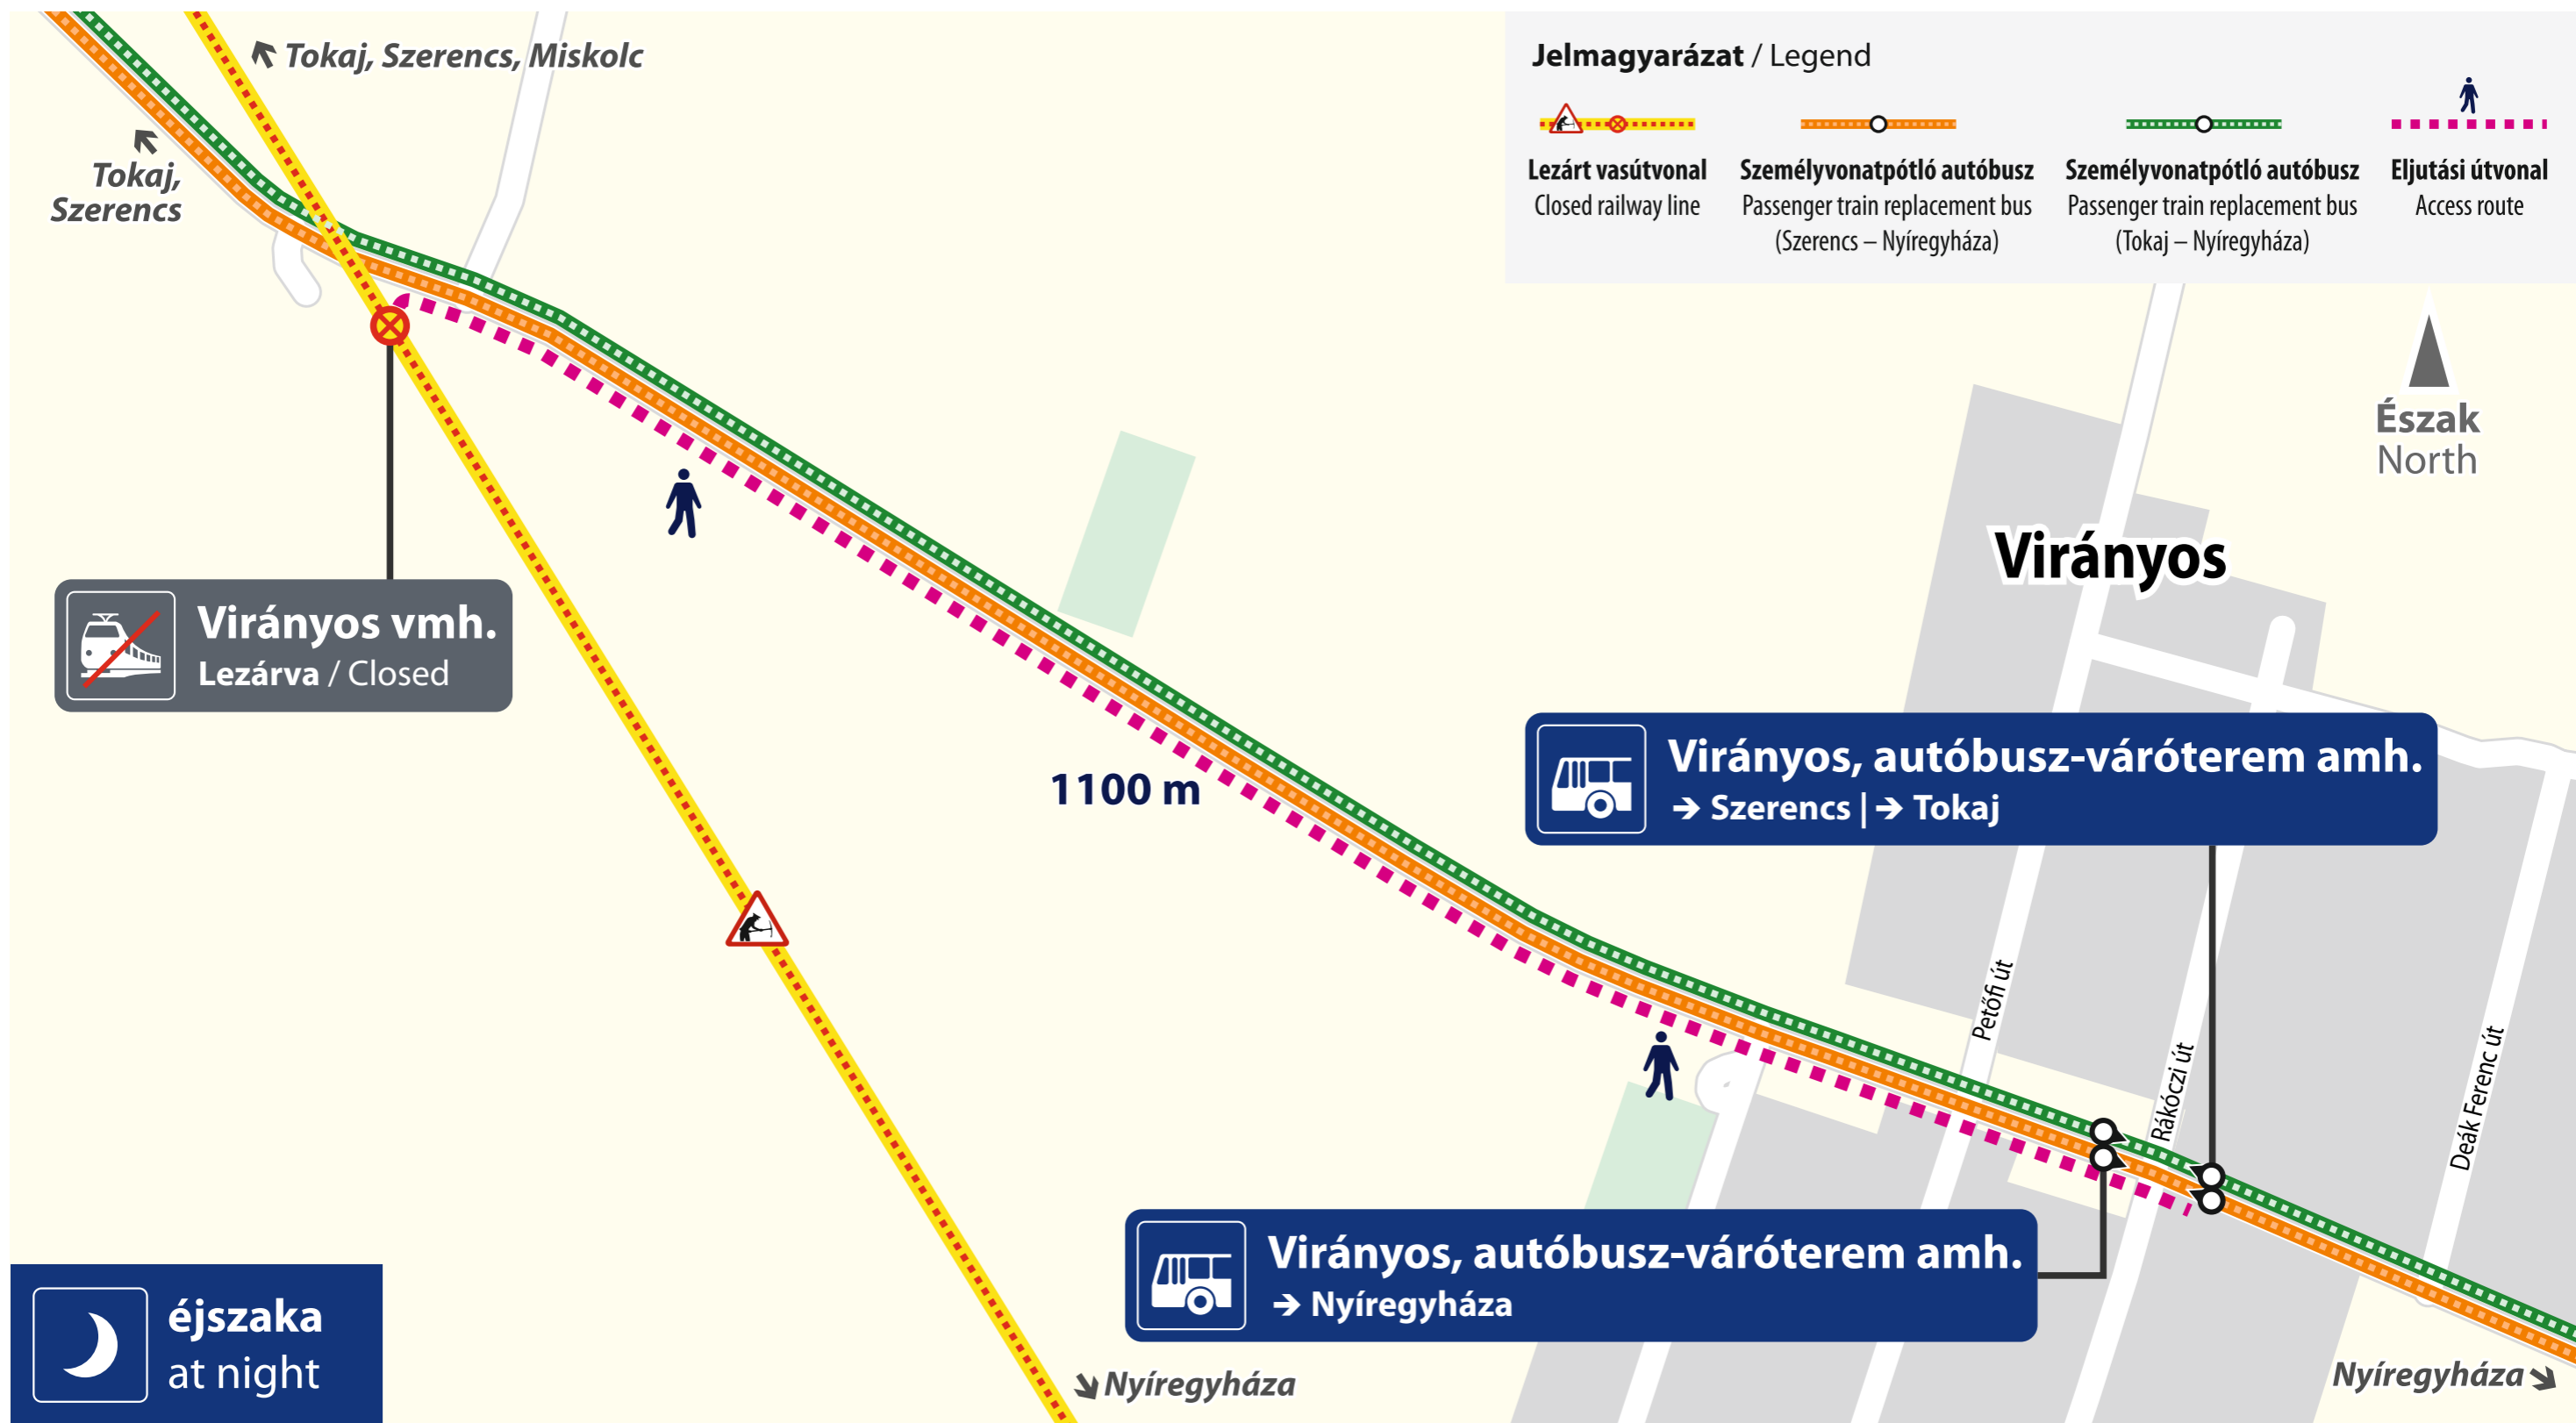 Tokaj, Szerencs, Miskolc
Tokaj,
Szerencs
Jelmagyarázat / Legend
Lezárt vasútvonal
Closed railway line
Személyvonatpótló autóbusz
Passenger train replacement bus
(Szerencs – Nyíregyháza)
Személyvonatpótló autóbusz
Passenger train replacement bus
(Tokaj – Nyíregyháza)
Eljutási útvonal
Access route
Észak
North
Virányos
Virányos vmh.
Lezárva / Closed
Virányos, autóbusz-váróterem amh.
→ Szerencs | → Tokaj
1100 m
Petőfi út
Rákóczi út
Deák Ferenc út
Virányos, autóbusz-váróterem amh.
→ Nyíregyháza
éjszaka
at night
Nyíregyháza
Nyíregyháza